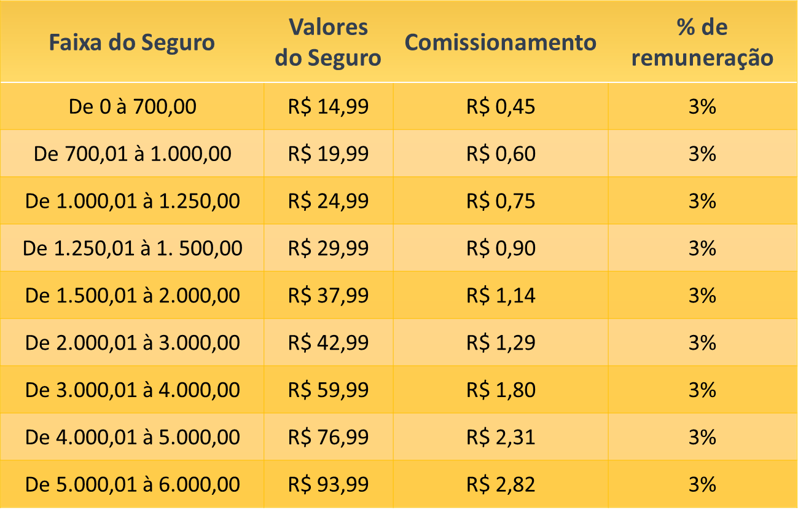 Faixa do Seguro Valores do Seguro Comissionamento % de remuneração
De 0 à 700,00 R$ 14,99 R$ 0,45 3%
De 700,01 à 1.000,00 R$ 19,99 R$ 0,60 3%
De 1.000,01 à 1.250,00 R$ 24,99 R$ 0,75 3%
De 1.250,01 à 1. 500,00 R$ 29,99 R$ 0,90 3%
De 1.500,01 à 2.000,00 R$ 37,99 R$ 1,14 3%
De 2.000,01 à 3.000,00 R$ 42,99 R$ 1,29 3%
De 3.000,01 à 4.000,00 R$ 59,99 R$ 1,80 3%
De 4.000,01 à 5.000,00 R$ 76,99 R$ 2,31 3%
De 5.000,01 à 6.000,00 R$ 93,99 R$ 2,82 3%